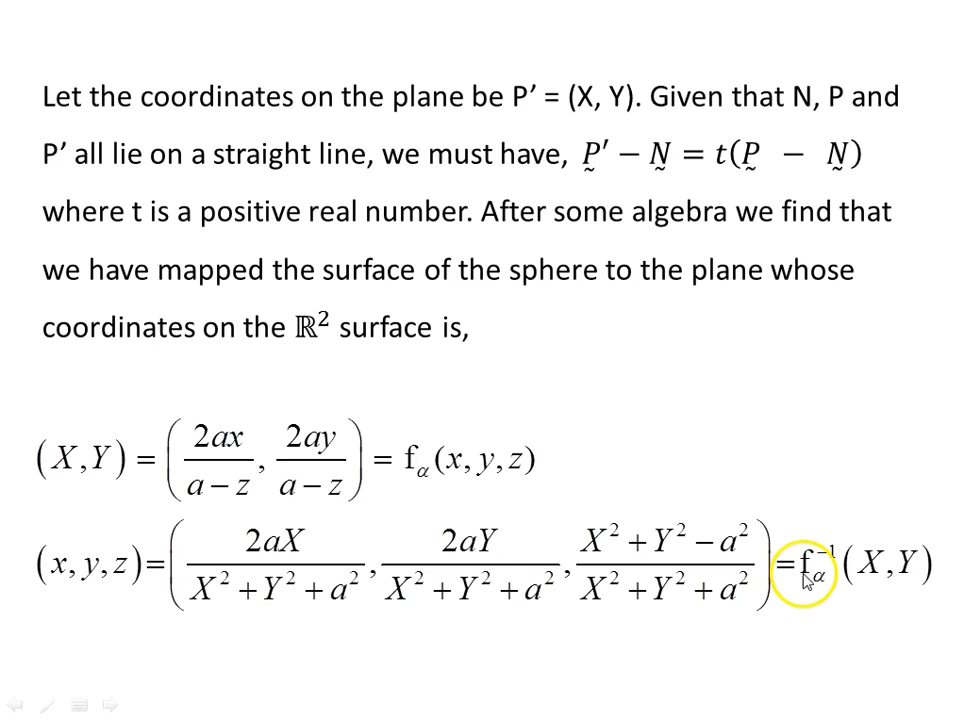 Let the coordinates on the plane be P’ = (X, Y). Given that N, P and
P’ all lie on a straight line, we must have, P̰′ − Ṵ = t(P̰ − Ṵ)
where t is a positive real number. After some algebra we find that
we have mapped the surface of the sphere to the plane whose
coordinates on the ℝ² surface is,
(X, Y) = (2ax / (a − z), 2ay / (a − z)) = f_α (x, y, z)
(x, y, z) = (2aX / (X² + Y² + a²), 2aY / (X² + Y² + a²), (X² + Y² − a²) / (X² + Y² + a²)) = f_α⁻¹ (X, Y)